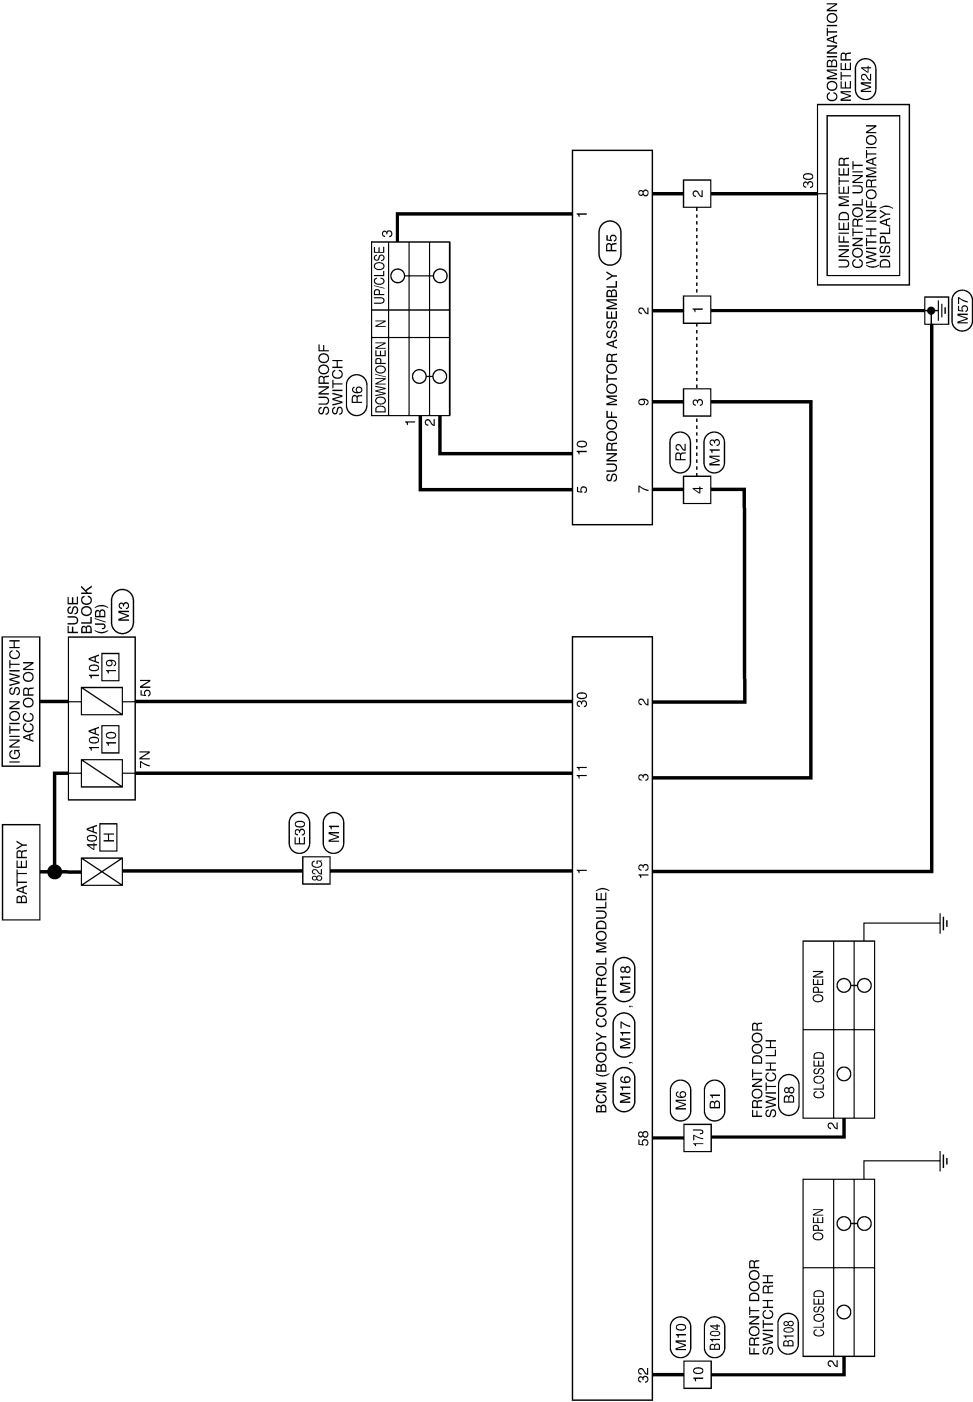 BATTERY
IGNITION SWITCH
ACC OR ON
40A
H
10A
10
10A
19
FUSE
BLOCK
(J/B)
M3
7N
5N
E30
M1
82G
SUNROOF
SWITCH
R6
DOWN/OPEN
N
UP/CLOSE
1
2
3
1
11
30
5
10
1
BCM (BODY CONTROL MODULE)
M16
,
M17
,
M18
SUNROOF MOTOR ASSEMBLY
R5
32
58
13
3
2
7
9
2
8
M10
B104
10
M6
B1
17J
R2
M13
4
3
1
2
FRONT DOOR
SWITCH RH
B108
CLOSED
OPEN
2
FRONT DOOR
SWITCH LH
B8
CLOSED
OPEN
2
COMBINATION
METER
M24
30
UNIFIED METER
CONTROL UNIT
(WITH INFORMATION
DISPLAY)
M57